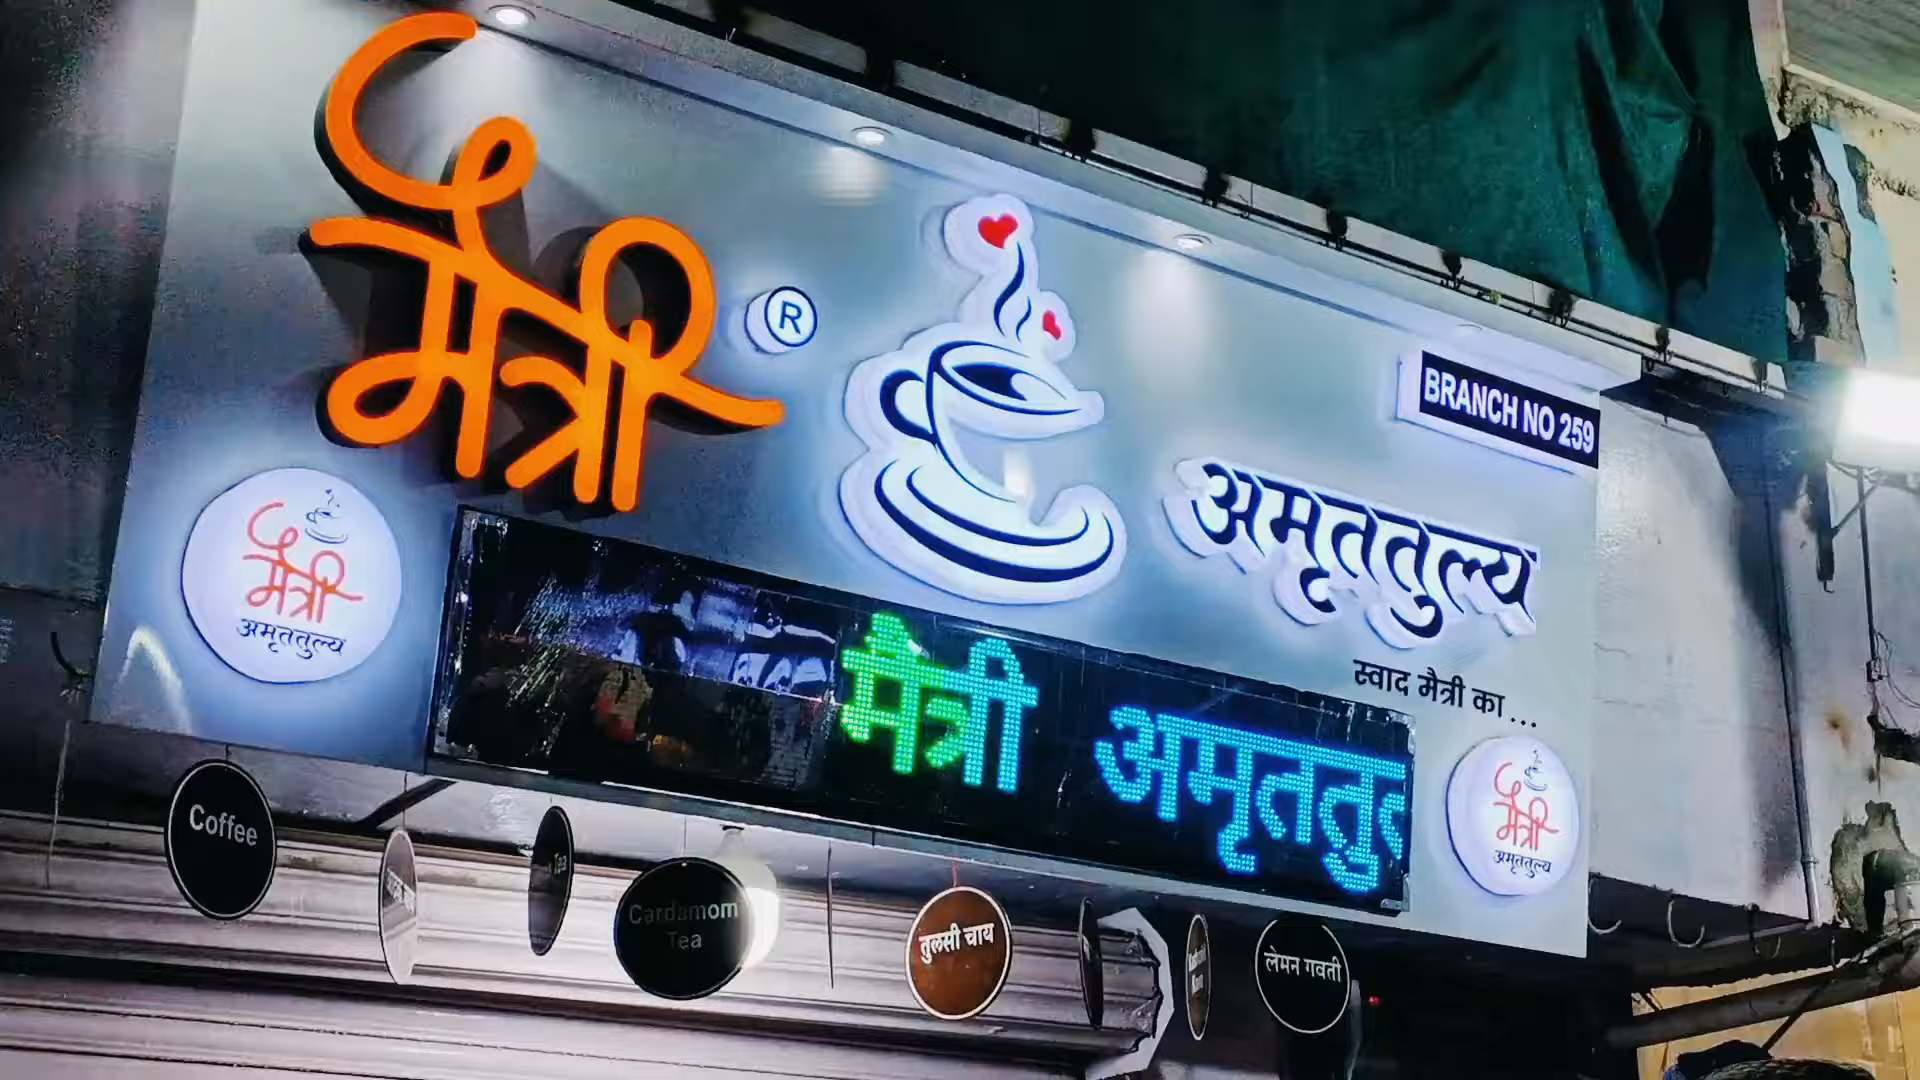 मैत्री
®
BRANCH NO 259
अमृततुल्य
स्वाद मैत्री का ...
मैत्री
अमृततुल्य
मैत्री अमृततु
मैत्री
अमृततुल्य
Coffee
Tea
Cardamom
Tea
तुलसी चाय
लेमन गवती